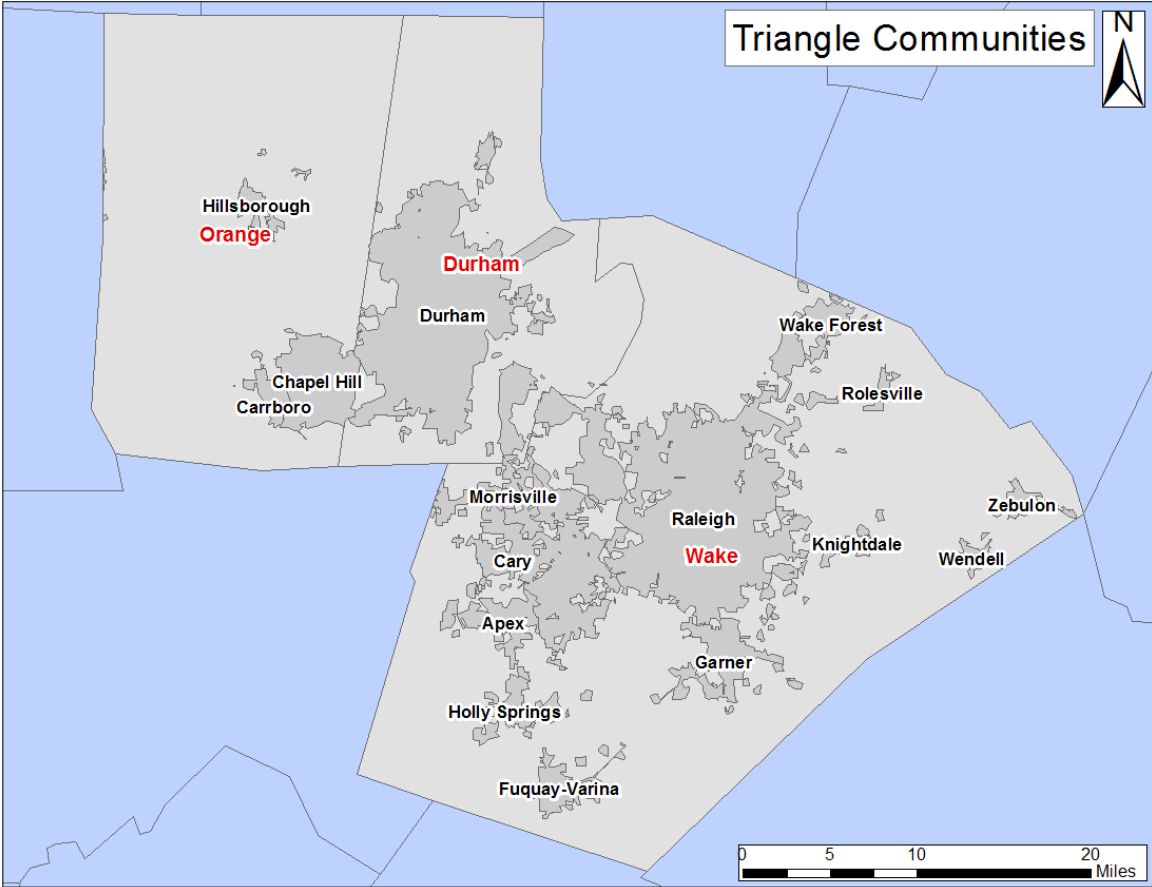 Triangle Communities
N
Hillsborough
Orange
Durham
Durham
Wake Forest
Chapel Hill
Rolesville
Carrboro
Morrisville
Zebulon
Raleigh
Knightdale
Wake
Wendell
Cary
Apex
Garner
Holly Springs
Fuquay-Varina
0 5 10 20
Miles